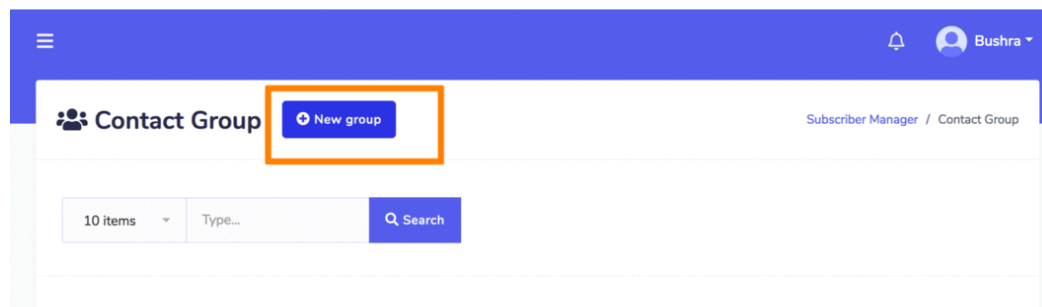 Bushra
Contact Group
New group
Subscriber Manager / Contact Group
10 items
Type...
Search